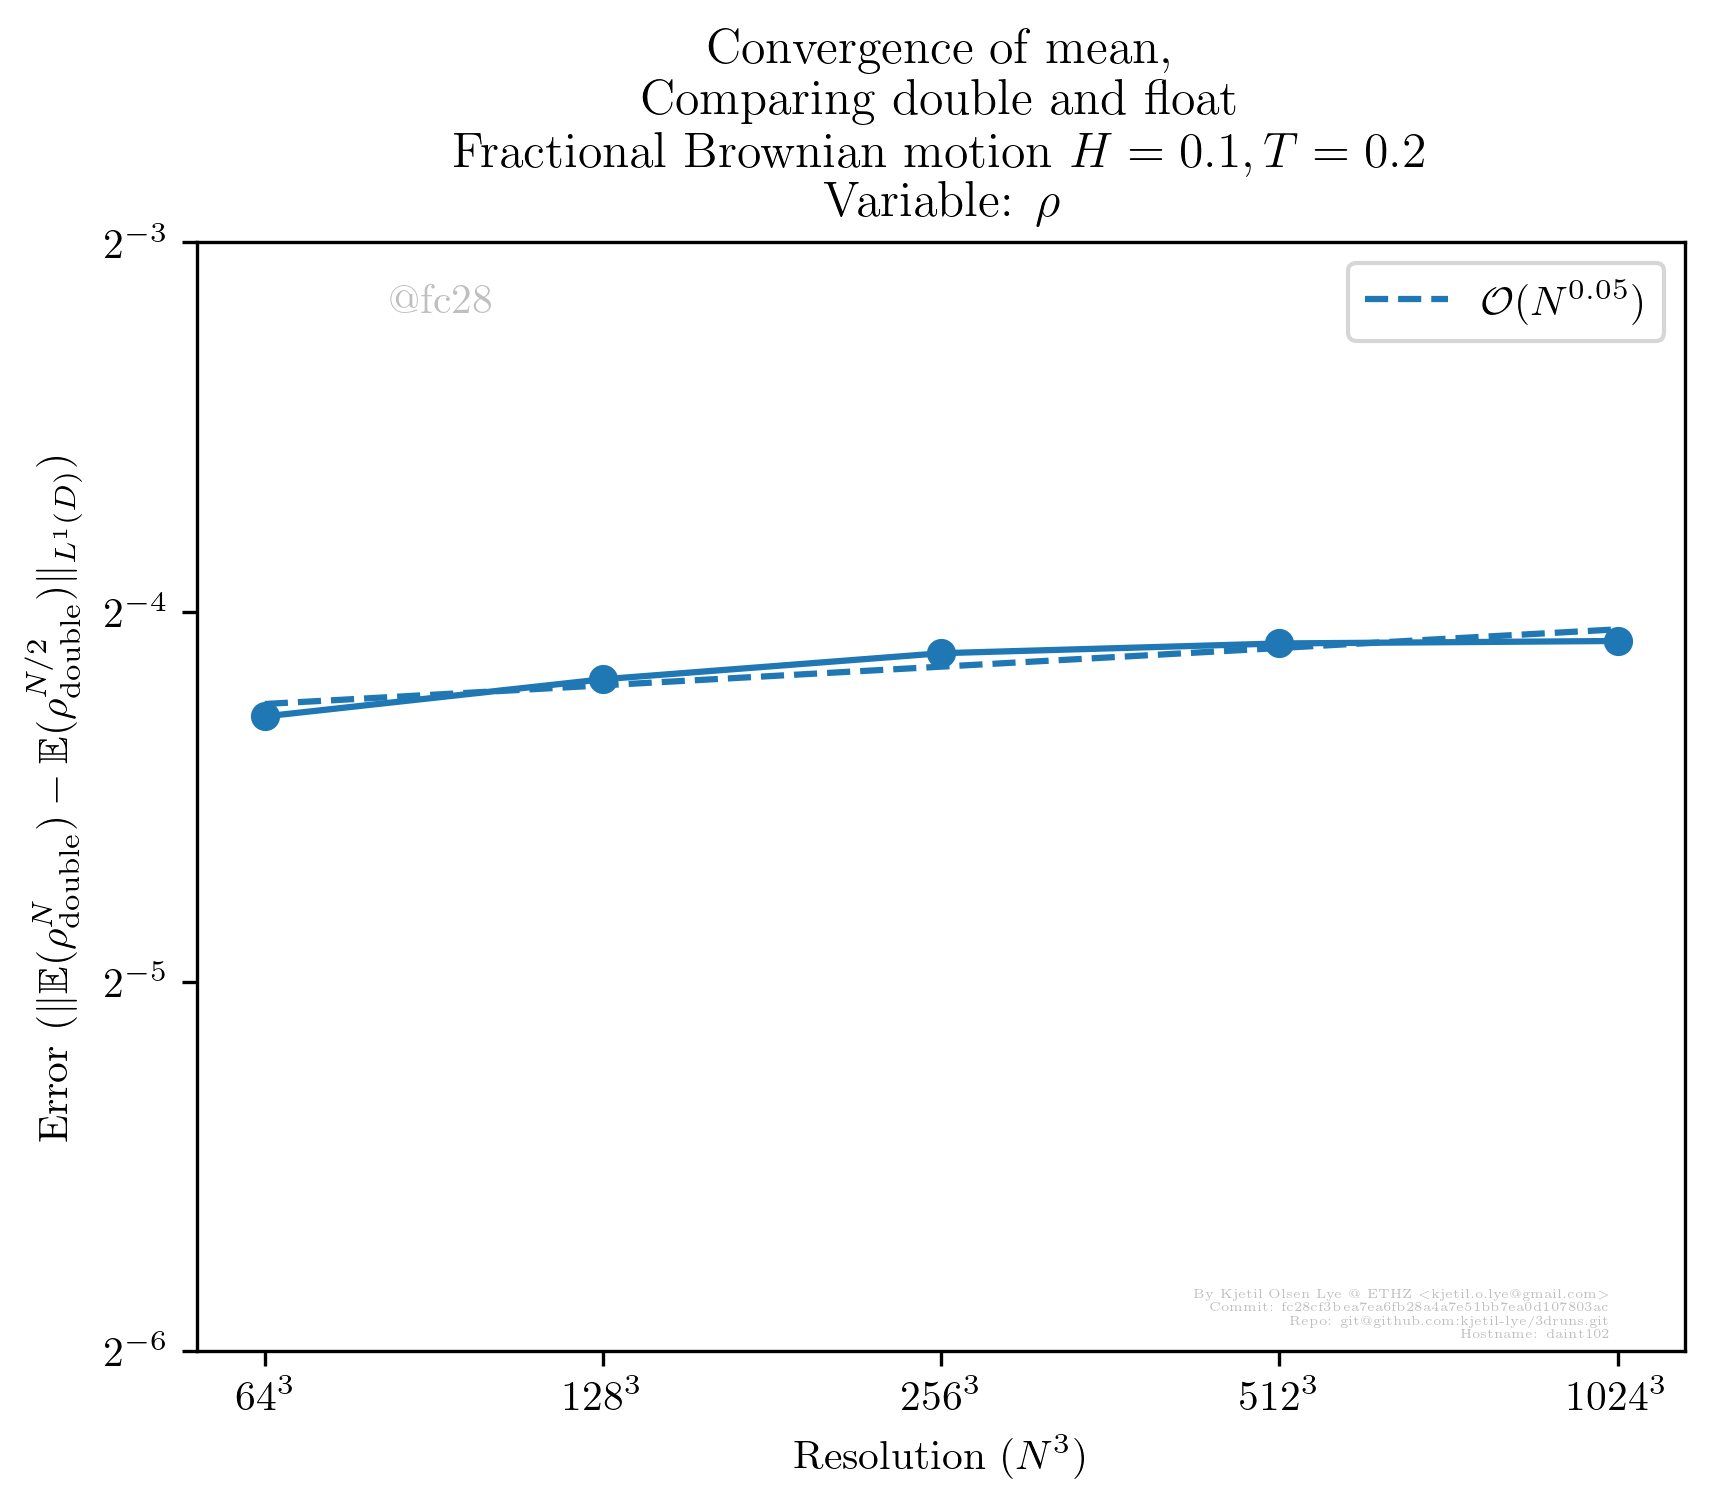 Convergence of mean,
Comparing double and float
Fractional Brownian motion H = 0.1, T = 0.2
Variable: ρ
@fc28
O(N^0.05)
Error (‖𝔼(ρ^N_double) − 𝔼(ρ^{N/2}_double)‖_{L^1(D)})
2^−3
2^−4
2^−5
2^−6
By Kjetil Olsen Lye @ ETHZ <kjetil.o.lye@gmail.com>
Commit: fc28cf3bea7ea6fb28a4a7e51bb7ea0d107803ac
Repo: git@github.com:kjetil-lye/3druns.git
Hostname: daint102
64^3 128^3 256^3 512^3 1024^3
Resolution (N^3)